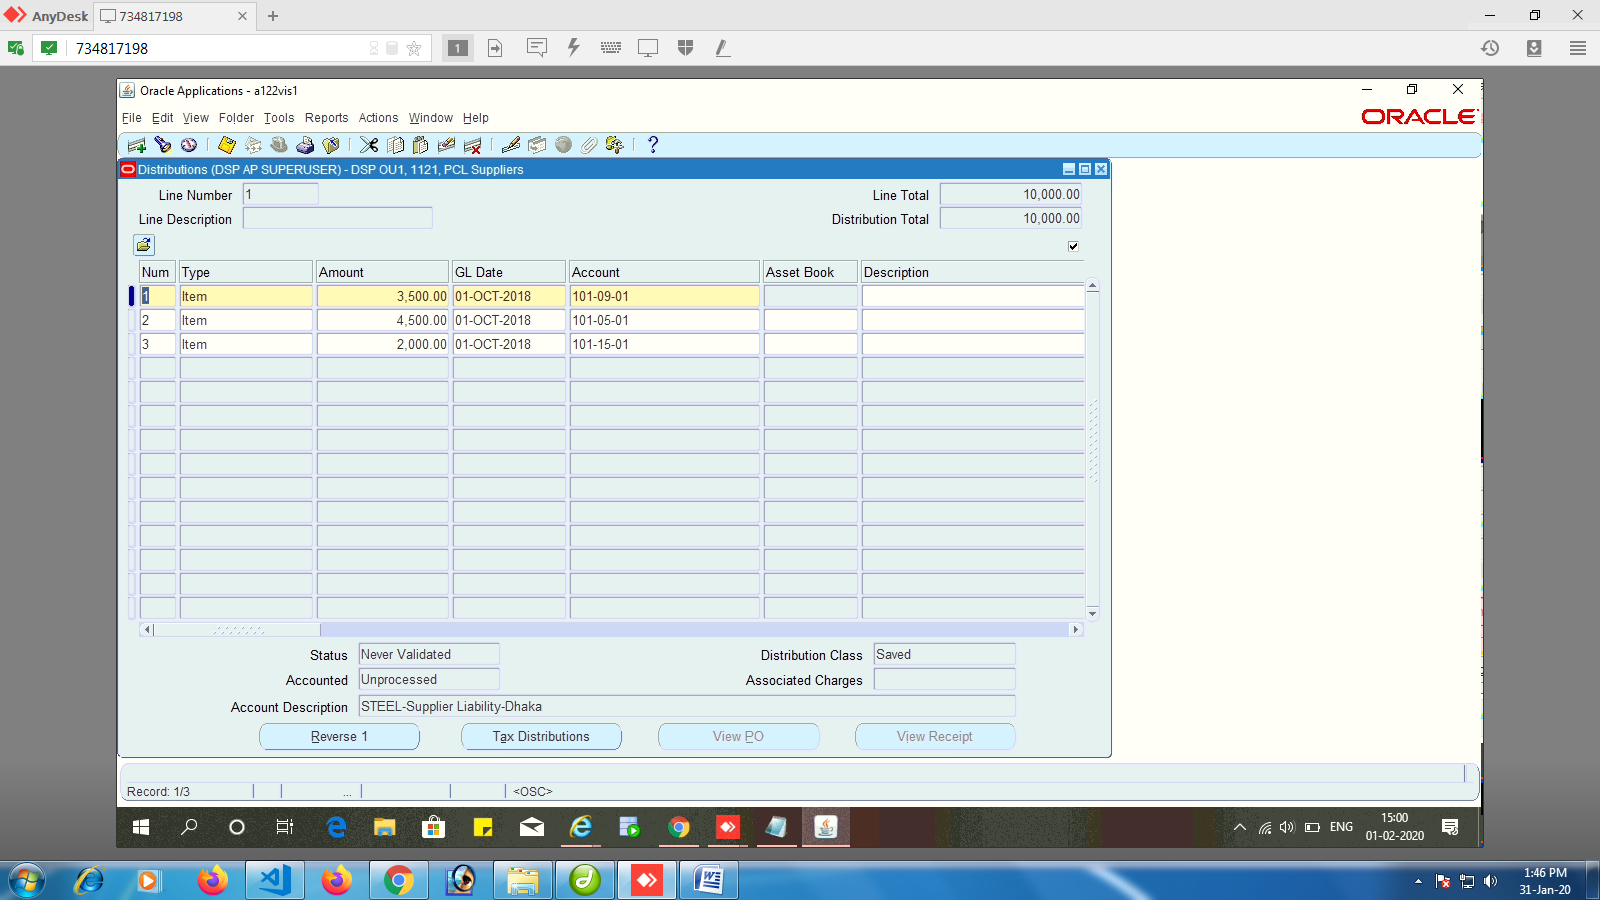 AnyDesk 734817198
734817198
1
Oracle Applications - a122vis1
File Edit View Folder Tools Reports Actions Window Help
ORACLE
Distributions (DSP AP SUPERUSER) - DSP OU1, 1121, PCL Suppliers
Line Number 1 Line Total 10,000.00
Line Description Distribution Total 10,000.00
Num Type Amount GL Date Account Asset Book Description
1 Item 3,500.00 01-OCT-2018 101-09-01
2 Item 4,500.00 01-OCT-2018 101-05-01
3 Item 2,000.00 01-OCT-2018 101-15-01
Status Never Validated Distribution Class Saved
Accounted Unprocessed Associated Charges
Account Description STEEL-Supplier Liability-Dhaka
Reverse 1 Tax Distributions View PO View Receipt
Record: 1/3 ... <OSC>
ENG 15:00
01-02-2020
1:46 PM
31-Jan-20